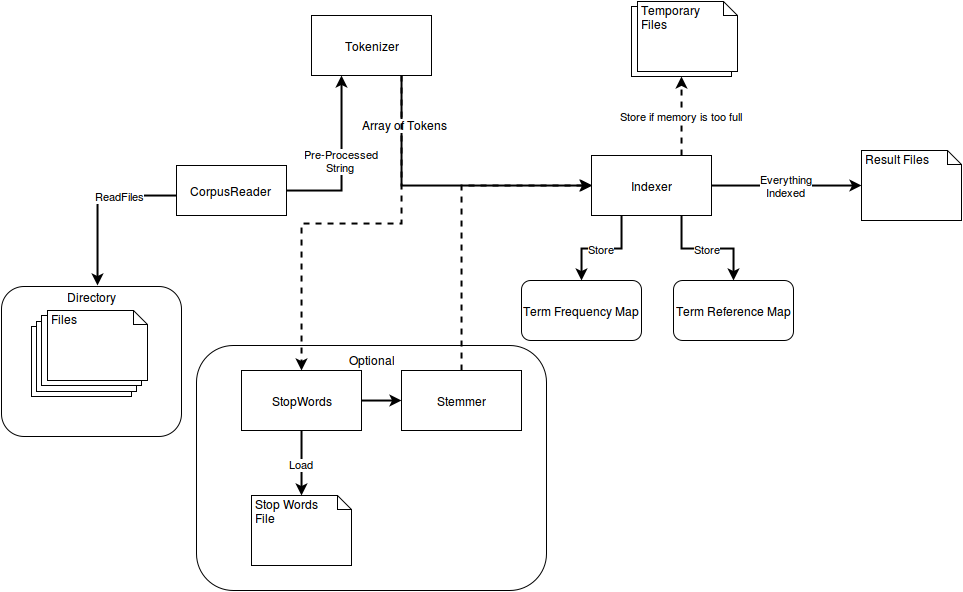 Temporary
Files
Tokenizer
Store if memory is too full
Array of Tokens
Pre-Processed
String
Result Files
CorpusReader
Indexer
Everything
Indexed
ReadFiles
Store
Store
Directory
Files
Term Frequency Map
Term Reference Map
Optional
StopWords
Stemmer
Load
Stop Words
File